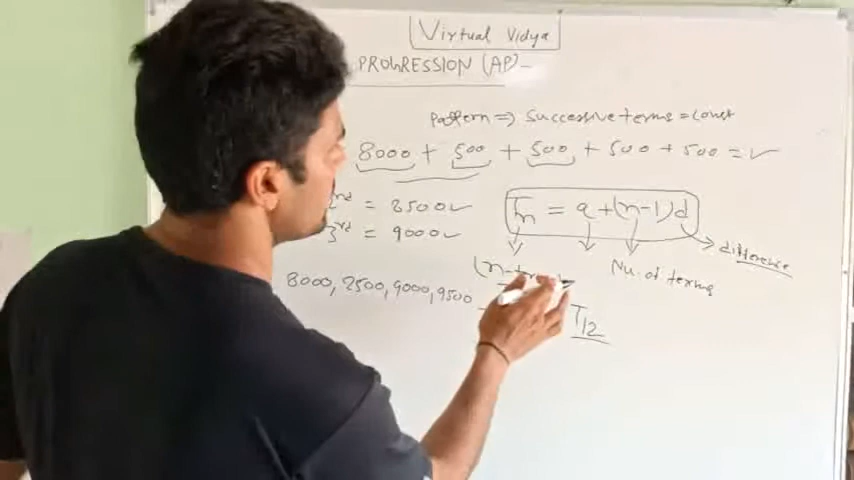 Virtual Vidya
PROGRESSION (AP)-
Pattern => Successive terms = const
8000 + 500 + 500 + 500 + 500 = ✓
2nd = 8500 ✓
3rd = 9000 ✓
Tn = a + (n-1)d
difference
No. of terms
8000, 8500, 9000, 9500
T12